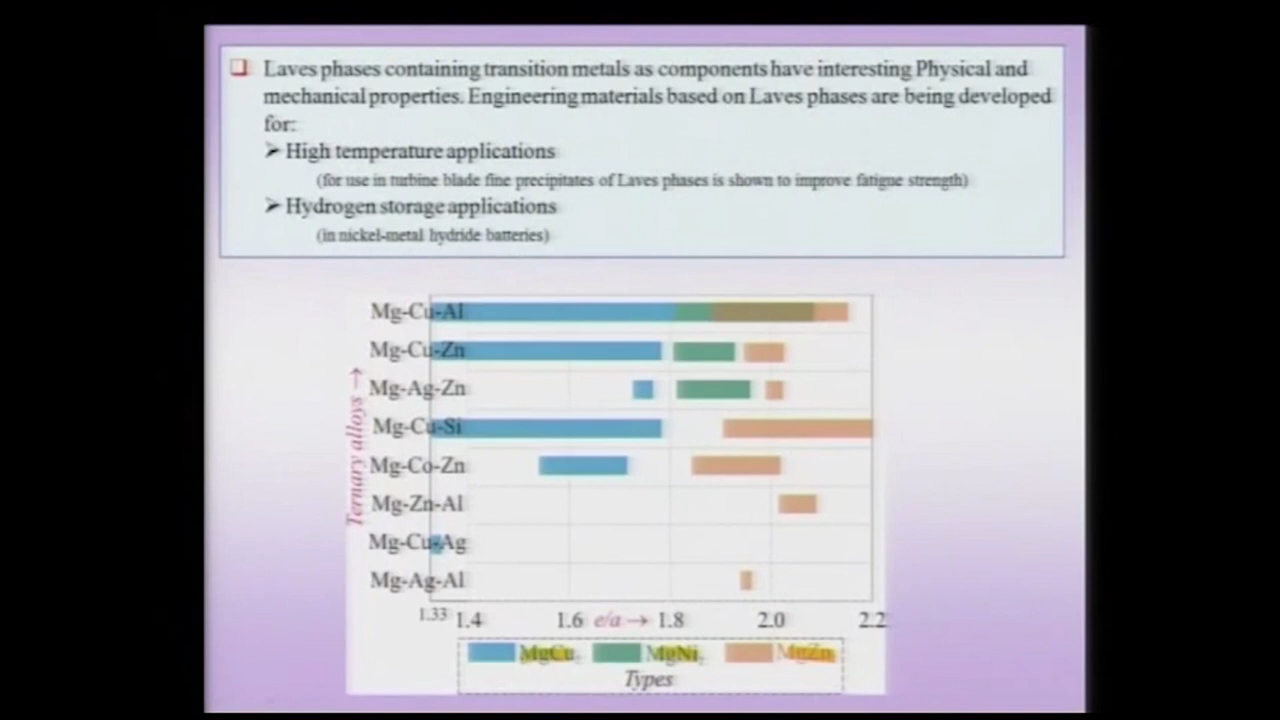 Laves phases containing transition metals as components have interesting Physical and
mechanical properties. Engineering materials based on Laves phases are being developed
for:
➤ High temperature applications
(for use in turbine blade fine precipitates of Laves phases is shown to improve fatigue strength)
➤ Hydrogen storage applications
(in nickel-metal hydride batteries)
Ternary alloys →
Mg-Cu-Al
Mg-Cu-Zn
Mg-Ag-Zn
Mg-Cu-Si
Mg-Co-Zn
Mg-Zn-Al
Mg-Cu-Ag
Mg-Ag-Al
1.33 1.4 1.6 e/a → 1.8 2.0 2.2
MgCu₂ MgNi₂ MgZn
Types